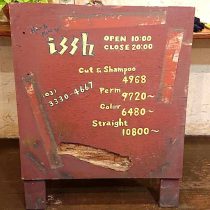 issh
OPEN 10:00
CLOSE 20:00
Cut & Shampoo
4968
(03)
3330-4667
Perm
9720~
Color
6480~
Straight
10800~